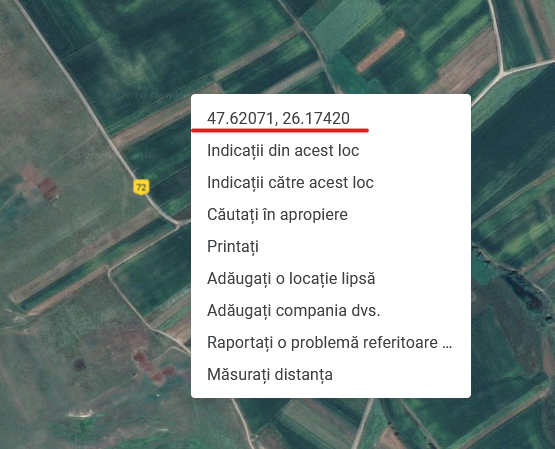 47.62071, 26.17420
Indicații din acest loc
Indicații către acest loc
72
Căutați în apropiere
Printați
Adăugați o locație lipsă
Adăugați compania dvs.
Raportați o problemă referitoare ...
Măsurați distanța